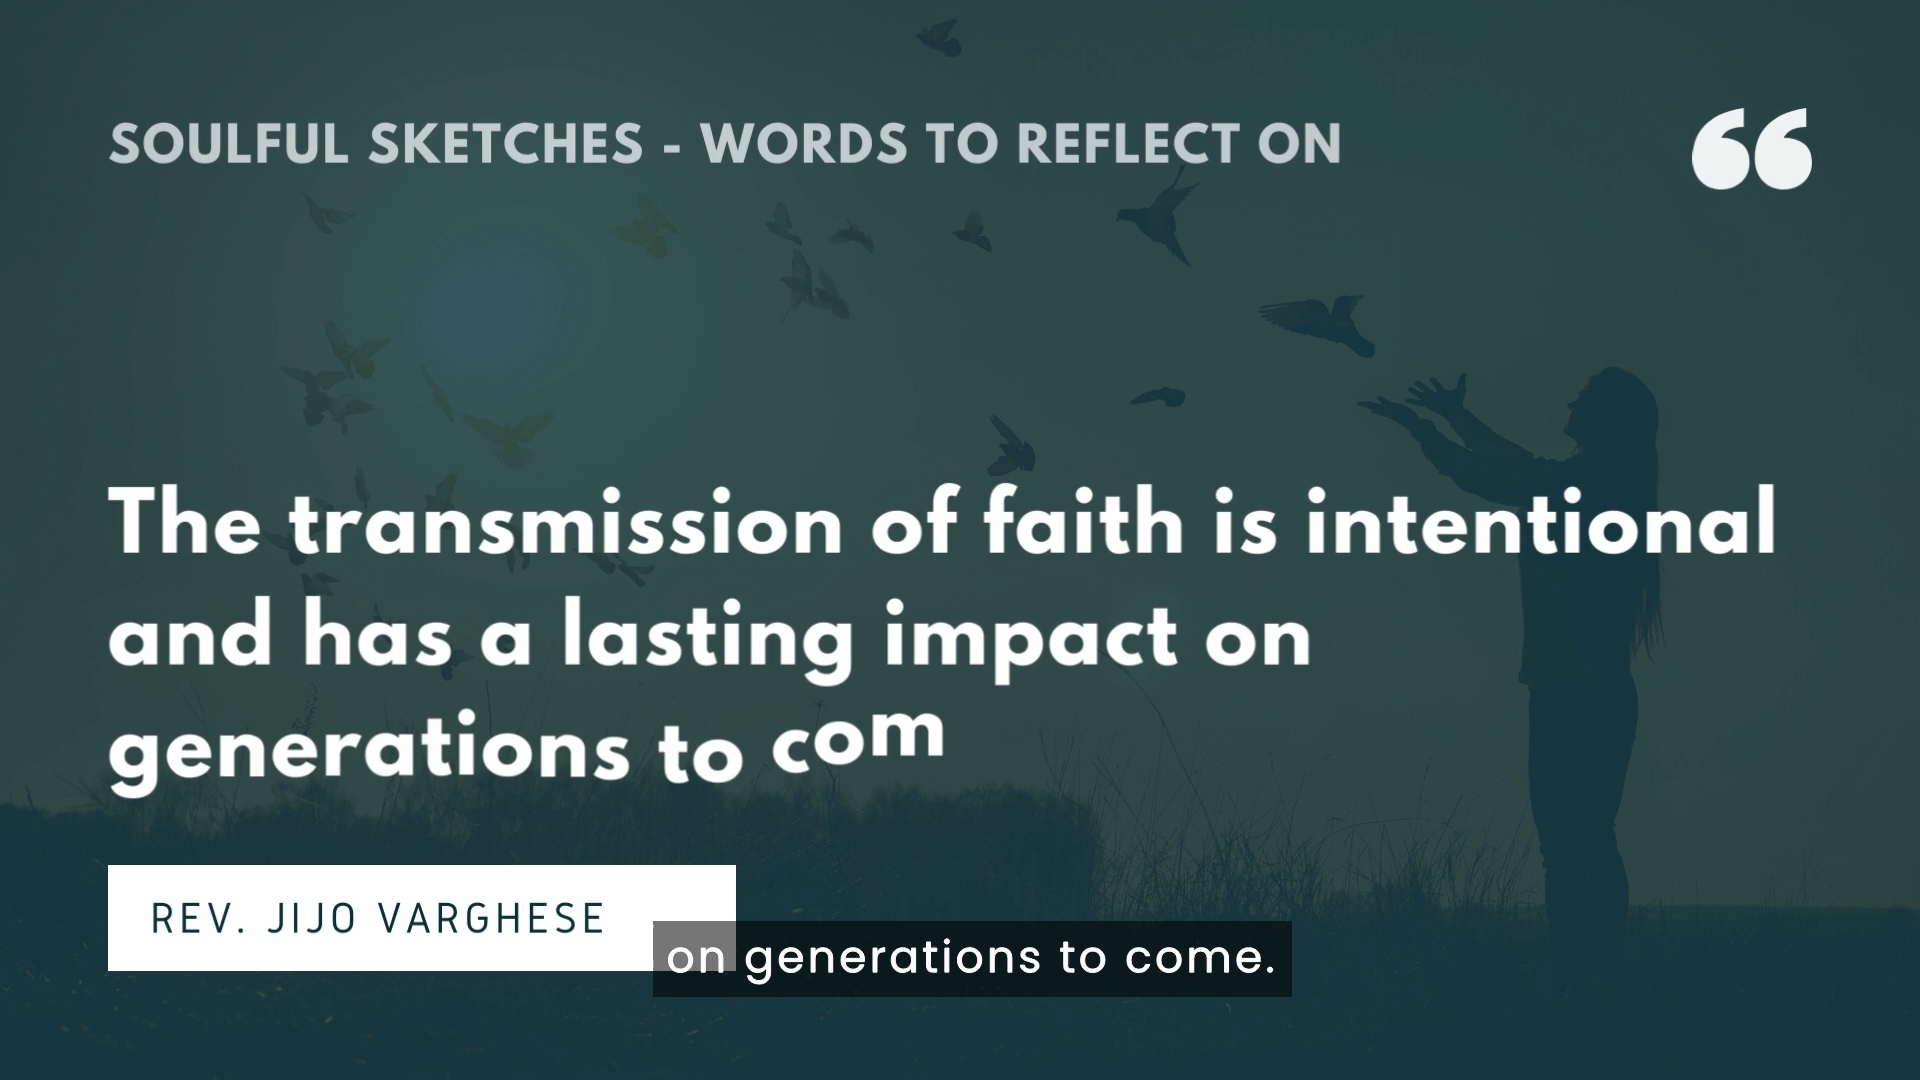 SOULFUL SKETCHES - WORDS TO REFLECT ON
“
The transmission of faith is intentional
and has a lasting impact on
generations to com
REV. JIJO VARGHESE
on generations to come.